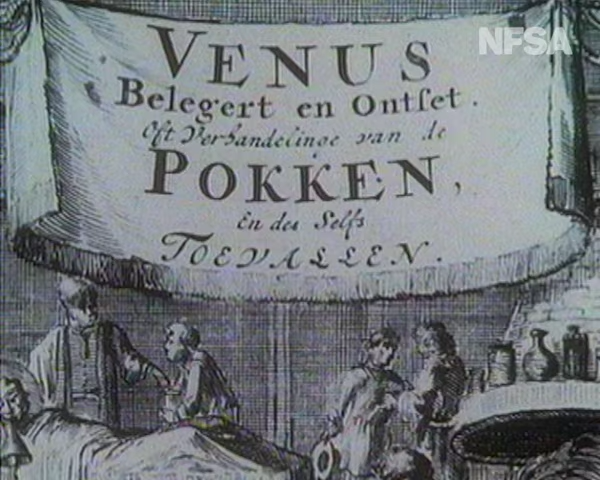 NFSA
VENUS
Belegert en Ontset.
Oft Verhandelinge van de
POKKEN,
En des Selfs
TOEVALLEN.